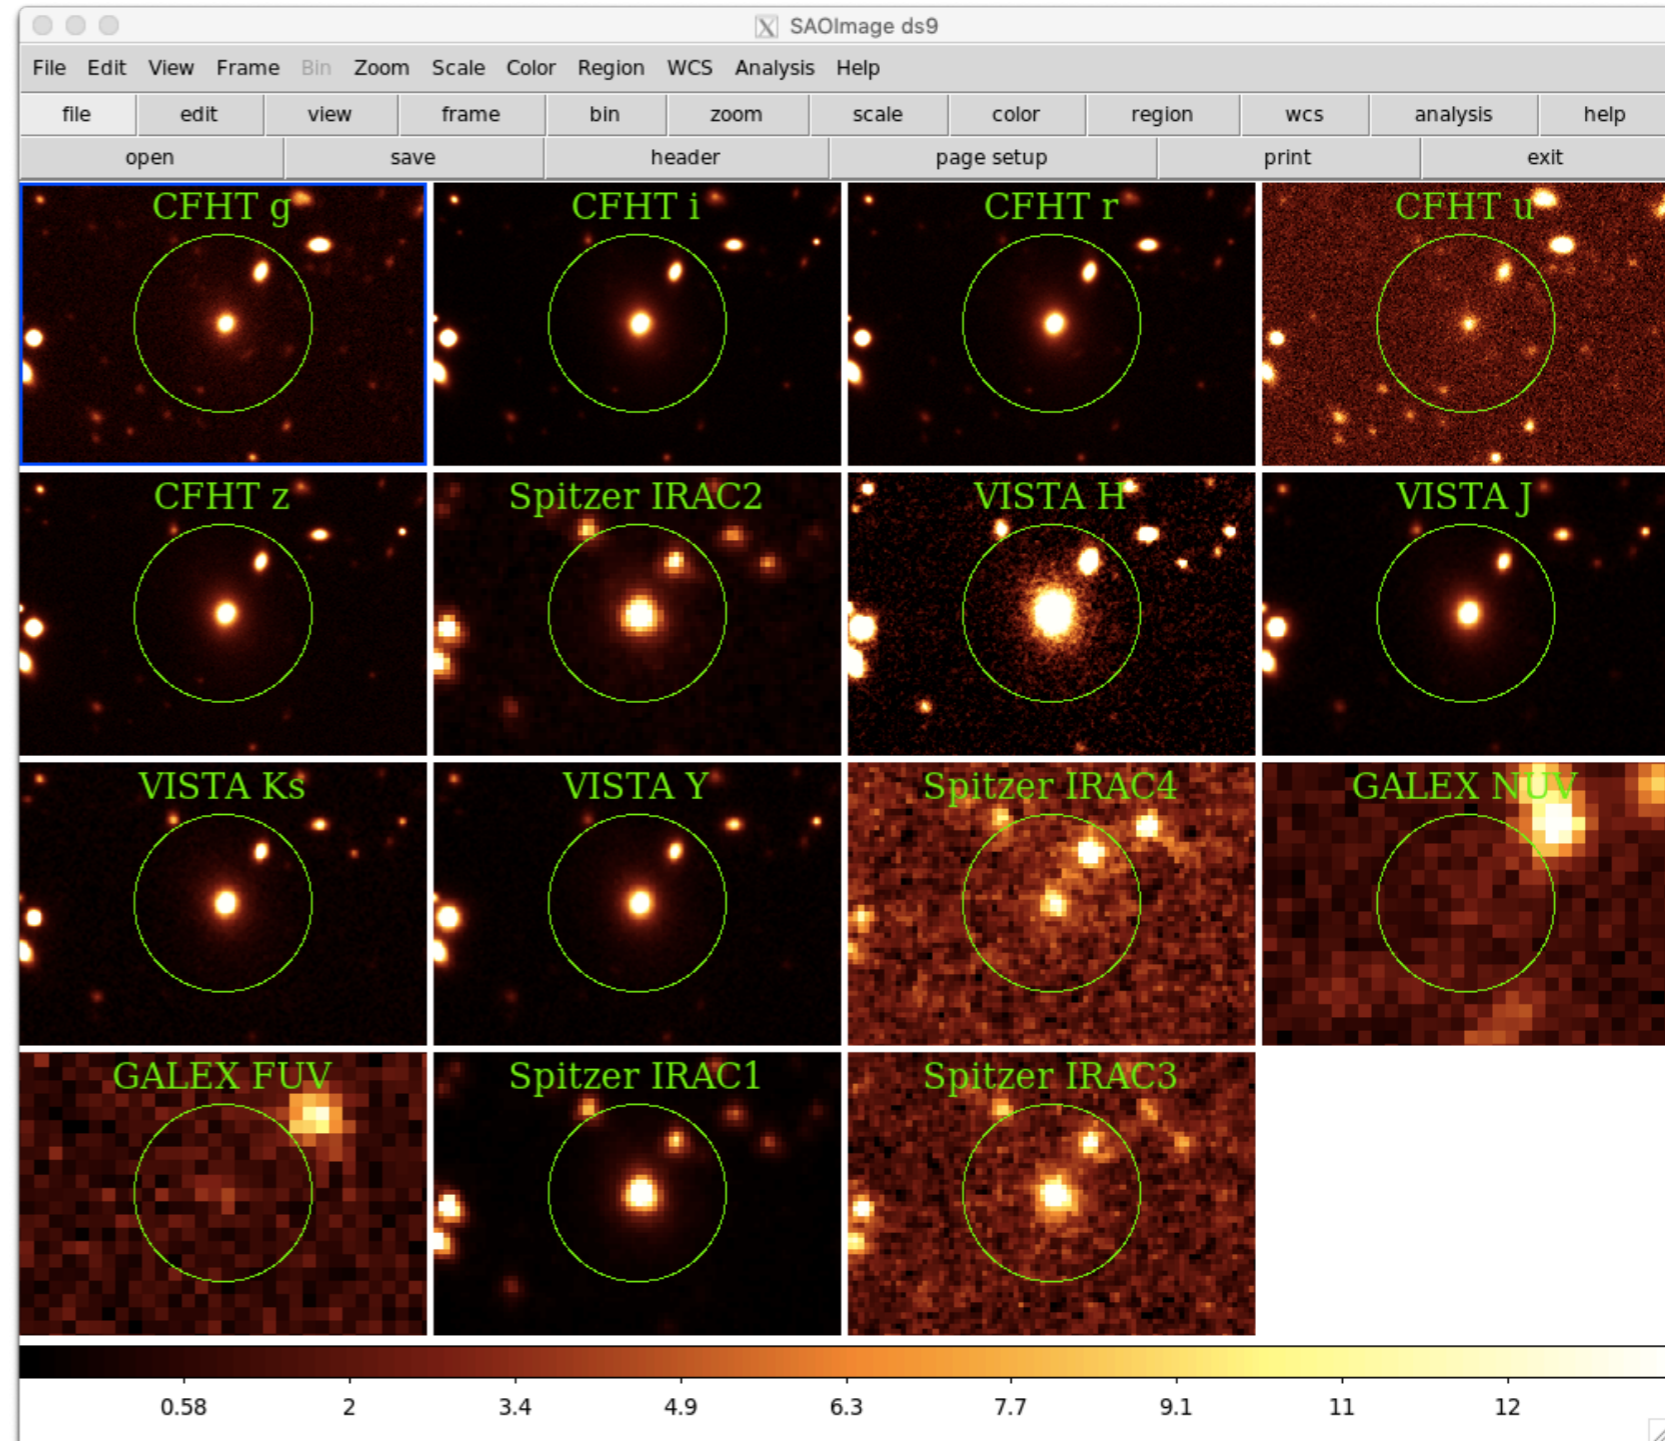 SAOImage ds9
File Edit View Frame Bin Zoom Scale Color Region WCS Analysis Help
file edit view frame bin zoom scale color region wcs analysis help
open save header page setup print exit
CFHT g CFHT i CFHT r CFHT u
CFHT z Spitzer IRAC2 VISTA H VISTA J
VISTA Ks VISTA Y Spitzer IRAC4 GALEX NUV
GALEX FUV Spitzer IRAC1 Spitzer IRAC3
0.58 2 3.4 4.9 6.3 7.7 9.1 11 12